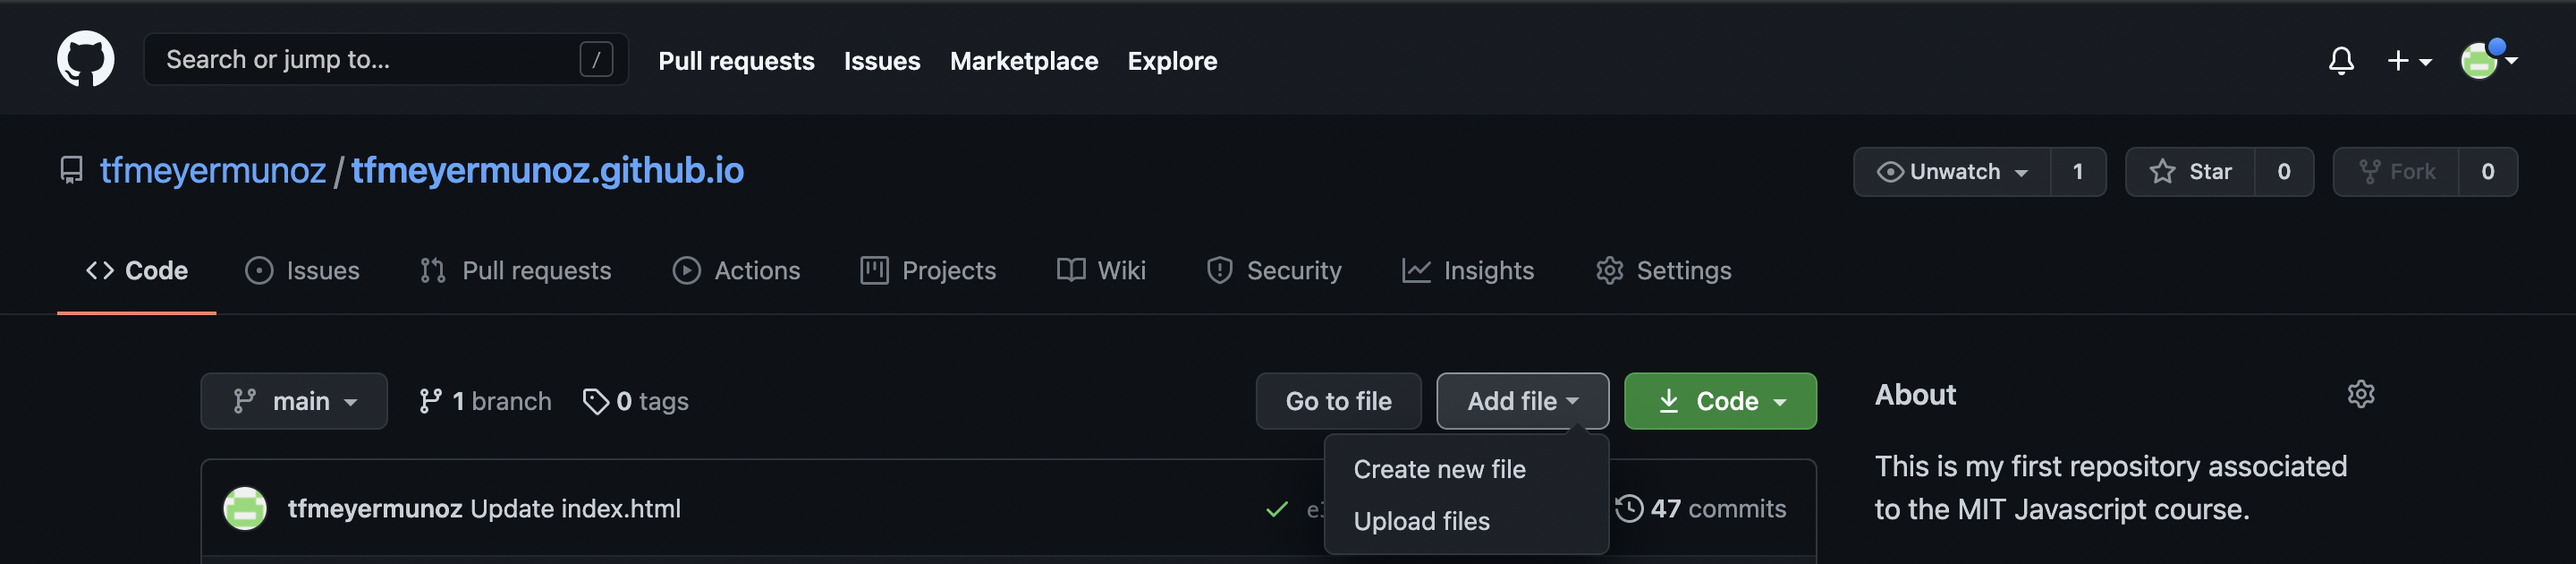 Search or jump to... /
Pull requests Issues Marketplace Explore
tfmeyermunoz / tfmeyermunoz.github.io
Unwatch 1 Star 0 Fork 0
Code Issues Pull requests Actions Projects Wiki Security Insights Settings
main 1 branch 0 tags
Go to file Add file Code
Create new file
Upload files
tfmeyermunoz Update index.html
47 commits
About
This is my first repository associated
to the MIT Javascript course.